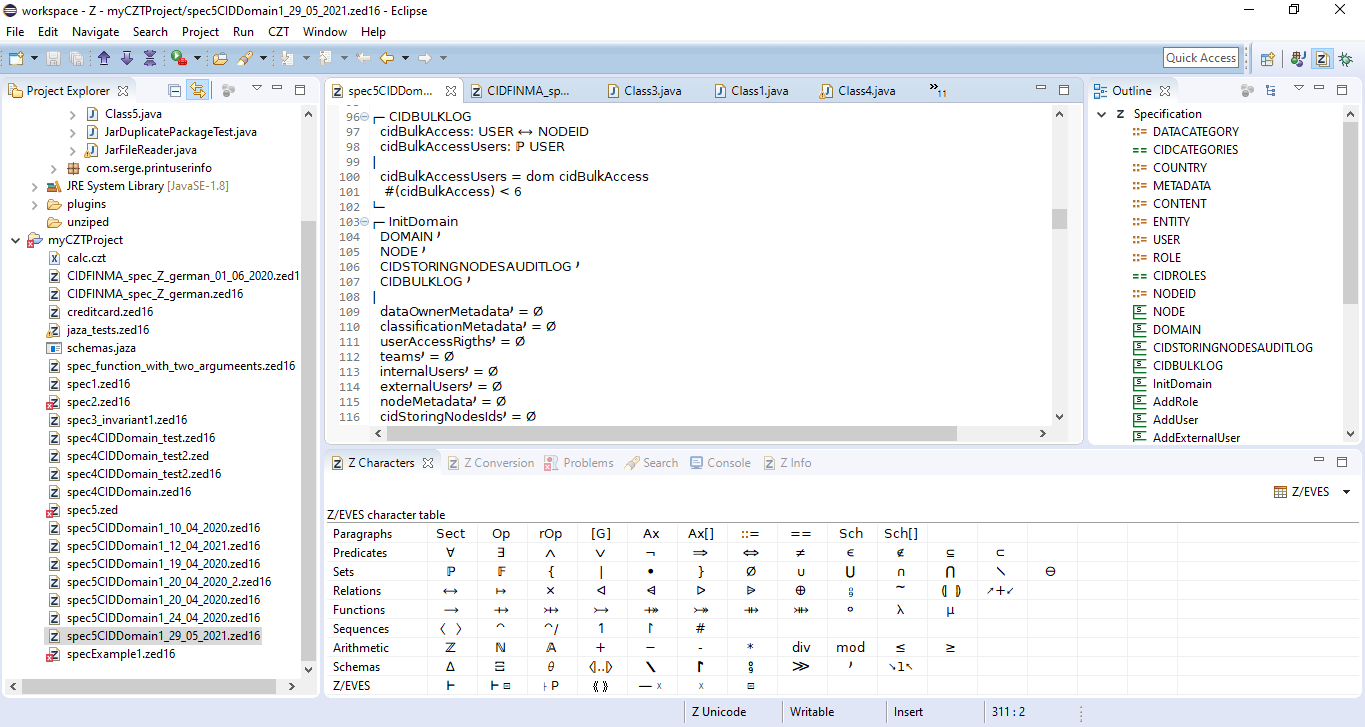 workspace - Z - myCZTProject/spec5CIDDomain1_29_05_2021.zed16 - Eclipse
File Edit Navigate Search Project Run CZT Window Help
Quick Access
Project Explorer
Class5.java
JarDuplicatePackageTest.java
JarFileReader.java
com.serge.printuserinfo
JRE System Library [JavaSE-1.8]
plugins
unziped
myCZTProject
calc.czt
CIDFINMA_spec_Z_german_01_06_2020.zed1
CIDFINMA_spec_Z_german.zed16
creditcard.zed16
jaza_tests.zed16
schemas.jaza
spec_function_with_two_argumeents.zed16
spec1.zed16
spec2.zed16
spec3_invariant1.zed16
spec4CIDDomain_test.zed16
spec4CIDDomain_test2.zed
spec4CIDDomain_test2.zed16
spec4CIDDomain.zed16
spec5.zed
spec5CIDDomain1_10_04_2020.zed16
spec5CIDDomain1_12_04_2021.zed16
spec5CIDDomain1_19_04_2020.zed16
spec5CIDDomain1_20_04_2020_2.zed16
spec5CIDDomain1_20_04_2020.zed16
spec5CIDDomain1_24_04_2020.zed16
spec5CIDDomain1_29_05_2021.zed16
specExample1.zed16
spec5CIDDom... CIDFINMA_sp... Class3.java Class1.java Class4.java »11
96 ┌─ CIDBULKLOG
97 cidBulkAccess: USER ↔ NODEID
98 cidBulkAccessUsers: ℙ USER
99 |
100 cidBulkAccessUsers = dom cidBulkAccess
101 #(cidBulkAccess) < 6
102 └─
103 ┌─ InitDomain
104 DOMAIN ′
105 NODE ′
106 CIDSTORINGNODESAUDITLOG ′
107 CIDBULKLOG ′
108 |
109 dataOwnerMetadata′ = Ø
110 classificationMetadata′ = Ø
111 userAccessRigths′ = Ø
112 teams′ = Ø
113 internalUsers′ = Ø
114 externalUsers′ = Ø
115 nodeMetadata′ = Ø
116 cidStoringNodesIds′ = Ø
Outline
Z Specification
::= DATACATEGORY
== CIDCATEGORIES
::= COUNTRY
::= METADATA
::= CONTENT
::= ENTITY
::= USER
::= ROLE
== CIDROLES
::= NODEID
NODE
DOMAIN
CIDSTORINGNODESAUDITLOG
CIDBULKLOG
InitDomain
AddRole
AddUser
AddExternalUser
Z Characters Z Conversion Problems Search Console Z Info
Z/EVES
Z/EVES character table
Paragraphs Sect Op rOp [G] Ax Ax[] ::= == Sch Sch[]
Predicates ∀ ∃ ∧ ∨ ¬ ⇒ ⇔ ≠ ∈ ∉ ⊆ ⊂
Sets ℙ 𝔽 { | • } Ø ∪ ⋃ ∩ ⋂ \ ⊖
Relations ↔ ↦ × ◁ ⩤ ▷ ⩥ ⊕ ⨾ ~ ⦇ ⦈ ↗+↙
Functions → ⇸ ⤔ ↣ ⤀ ↠ ⇻ ⤗ ∘ λ μ
Sequences ⟨ ⟩ ⁀ ⁀/ ↿ ↾ #
Arithmetic ℤ ℕ 𝔸 + − - * div mod ≤ ≥
Schemas Δ Ξ θ ⦉..⦊ \ ↾ ⨟ ≫ ′ ↘1↖
Z/EVES ⊢ ⊢ ⊡ ⟊ P ⟪⟫ — x x ⊡
Z Unicode Writable Insert 311 : 2